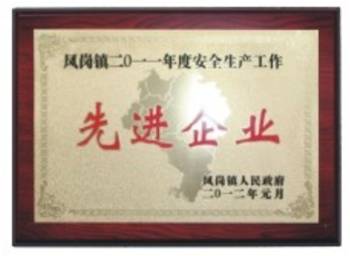 凤岗镇二〇一一年度安全生产工作
先进企业
凤岗镇人民政府
二〇一二年元月